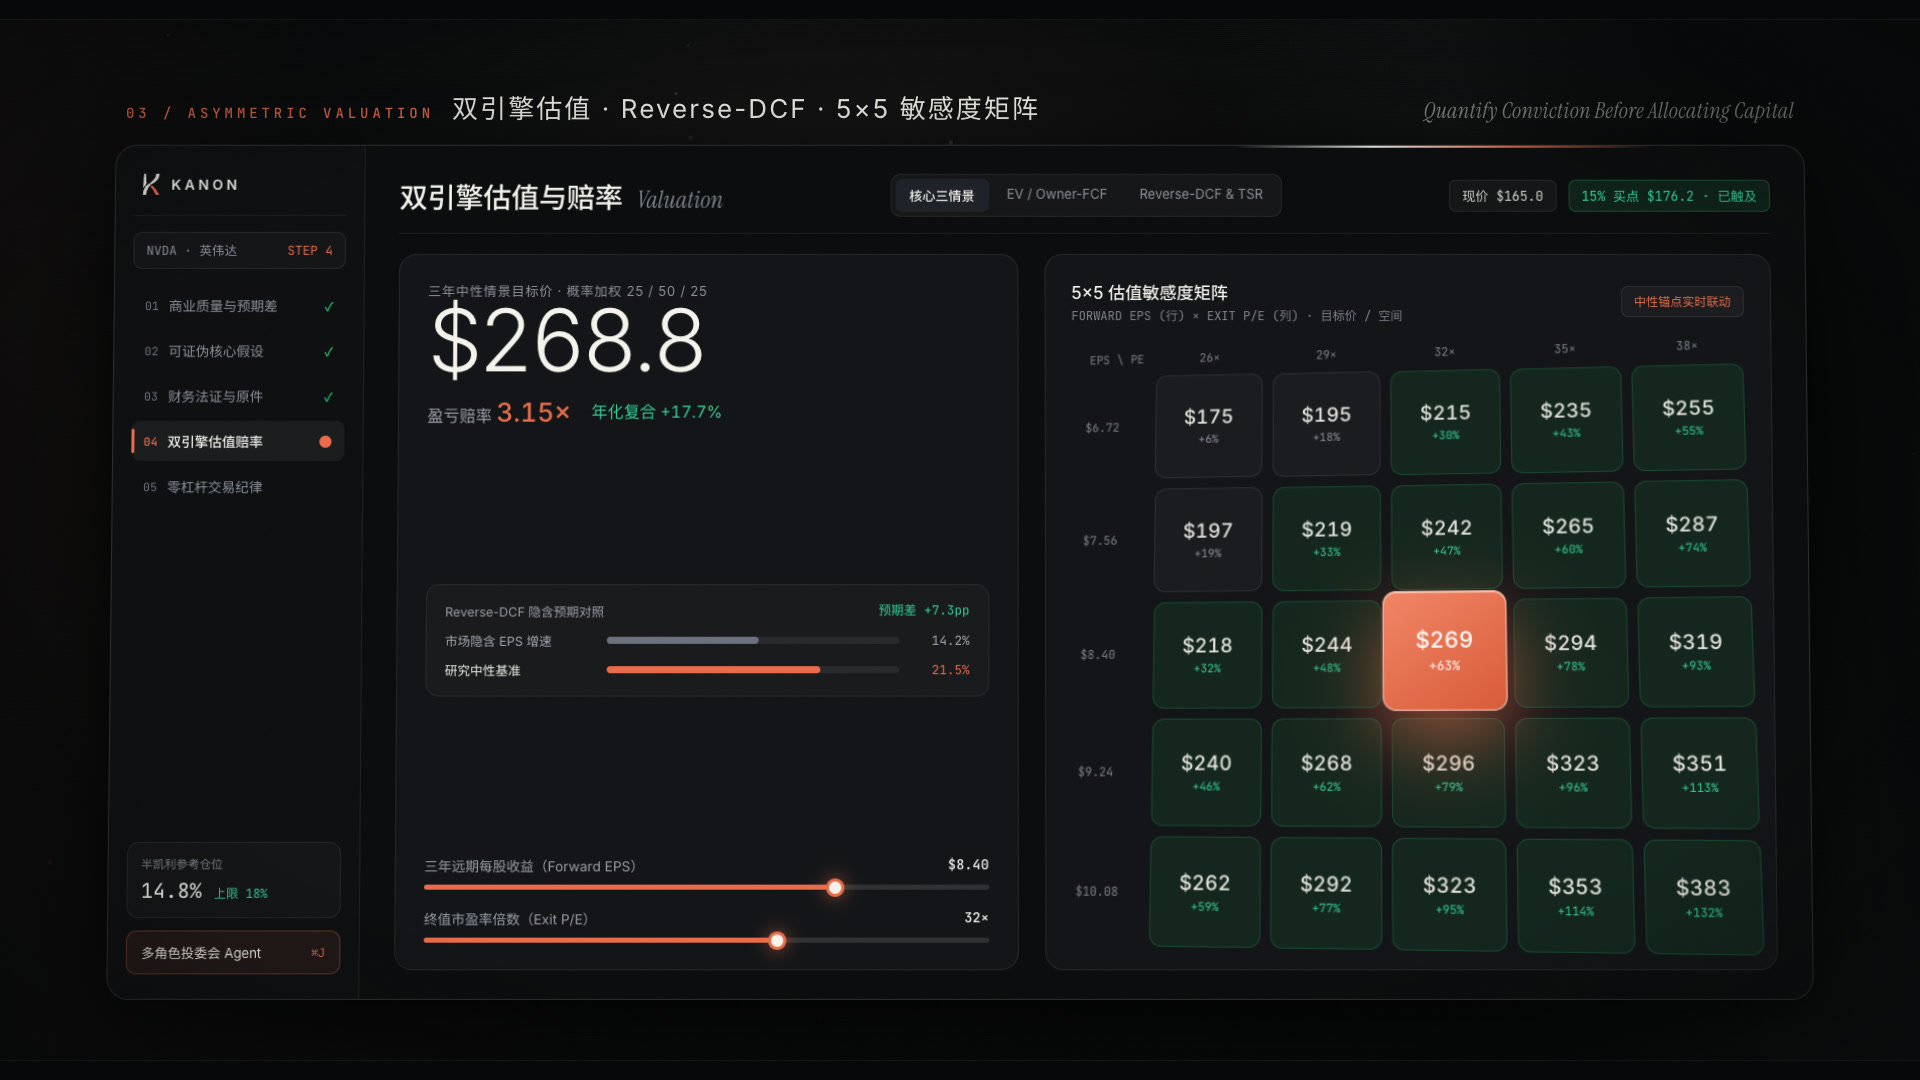 03 / ASYMMETRIC VALUATION 双引擎估值 · Reverse-DCF · 5×5 敏感度矩阵
Quantify Conviction Before Allocating Capital
KANON
NVDA · 英伟达 STEP 4
01 商业质量与预期差 ✓
02 可证伪核心假设 ✓
03 财务法证与原件 ✓
04 双引擎估值赔率
05 零杠杆交易纪律
半凯利参考仓位
14.8% 上限 18%
多角色投委会 Agent ⌘J
双引擎估值与赔率 Valuation
核心三情景 EV / Owner-FCF Reverse-DCF & TSR
现价 $165.0 15% 买点 $176.2 · 已触及
三年中性情景目标价 · 概率加权 25 / 50 / 25
$268.8
盈亏赔率 3.15× 年化复合 +17.7%
Reverse-DCF 隐含预期对照 预期差 +7.3pp
市场隐含 EPS 增速 14.2%
研究中性基准 21.5%
三年远期每股收益（Forward EPS） $8.40
终值市盈率倍数（Exit P/E） 32×
5×5 估值敏感度矩阵
FORWARD EPS (行) × EXIT P/E (列) · 目标价 / 空间
中性锚点实时联动
EPS \ PE 26× 29× 32× 35× 38×
$6.72 $175 $195 $215 $235 $255
+6% +18% +30% +43% +55%
$7.56 $197 $219 $242 $265 $287
+19% +33% +47% +60% +74%
$8.40 $218 $244 $269 $294 $319
+32% +48% +63% +78% +93%
$9.24 $240 $268 $296 $323 $351
+46% +62% +79% +96% +113%
$10.08 $262 $292 $323 $353 $383
+59% +77% +95% +114% +132%